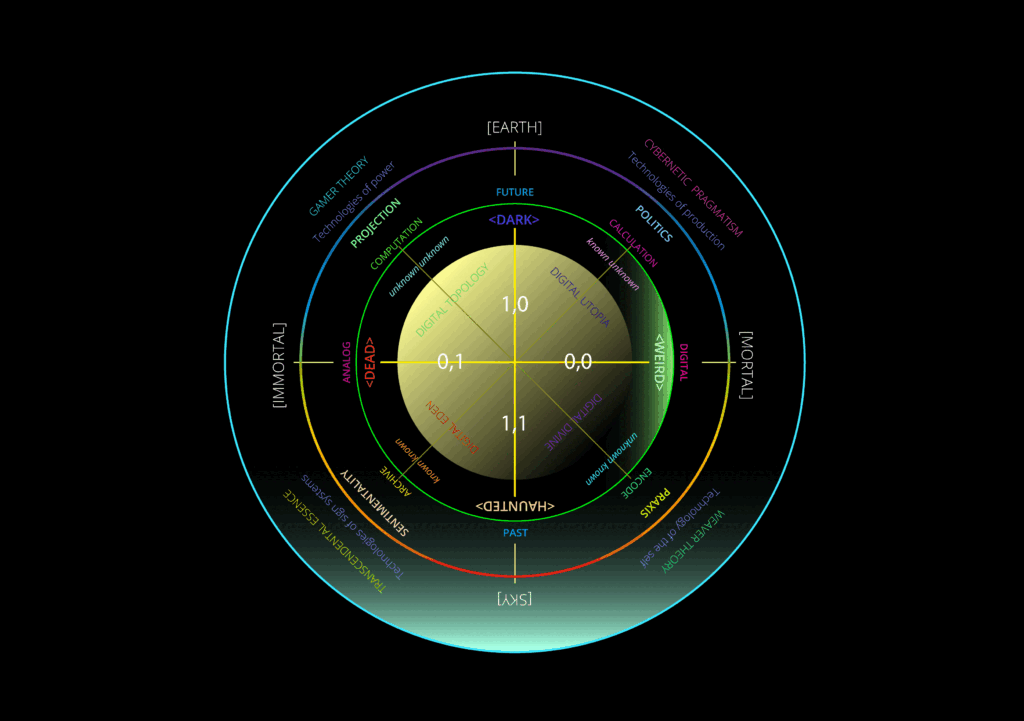 [EARTH]
GAMER THEORY
Technologies of power
CYBERNETIC PRAGMATISM
Technologies of production
PROJECTION
POLITICS
FUTURE
<DARK>
COMPUTATION
CALCULATION
unknown unknown
known unknown
DIGITAL TOPOLOGY
DIGITAL UTOPIA
1,0
[IMMORTAL]
ANALOG
<DEAD>
0,1
0,0
<WEIRD>
DIGITAL
[MORTAL]
1,1
DIGITAL EDEN
DIGITAL DIVINE
known known
unknown known
ARCHIVE
ENCODE
<HAUNTED>
PAST
SENTIMENTALITY
PRAXIS
Technologies of sign systems
Technology of the self
TRANSCENDENTAL ESSENCE
WEAVER THEORY
[SKY]